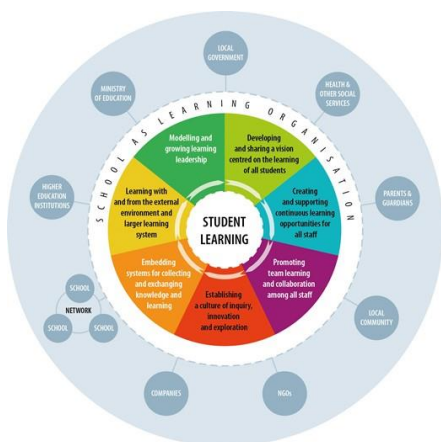 LOCAL
GOVERNMENT
MINISTRY
OF EDUCATION
HEALTH &
OTHER SOCIAL
SERVICES
SCHOOL AS LEARNING ORGANISATION
Modelling and
growing learning
leadership
Developing
and sharing a vision
centred on the learning
of all students
HIGHER
EDUCATION
INSTITUTIONS
Learning with
and from the external
environment and
larger learning
system
STUDENT
LEARNING
Creating
and supporting
continuous learning
opportunities for
all staff
PARENTS &
GUARDIANS
Embedding
systems for collecting
and exchanging
knowledge and
learning
Establishing
a culture of inquiry,
innovation
and exploration
Promoting
team learning
and collaboration
among all staff
SCHOOL
NETWORK
SCHOOL
SCHOOL
LOCAL
COMMUNITY
COMPANIES
NGOs